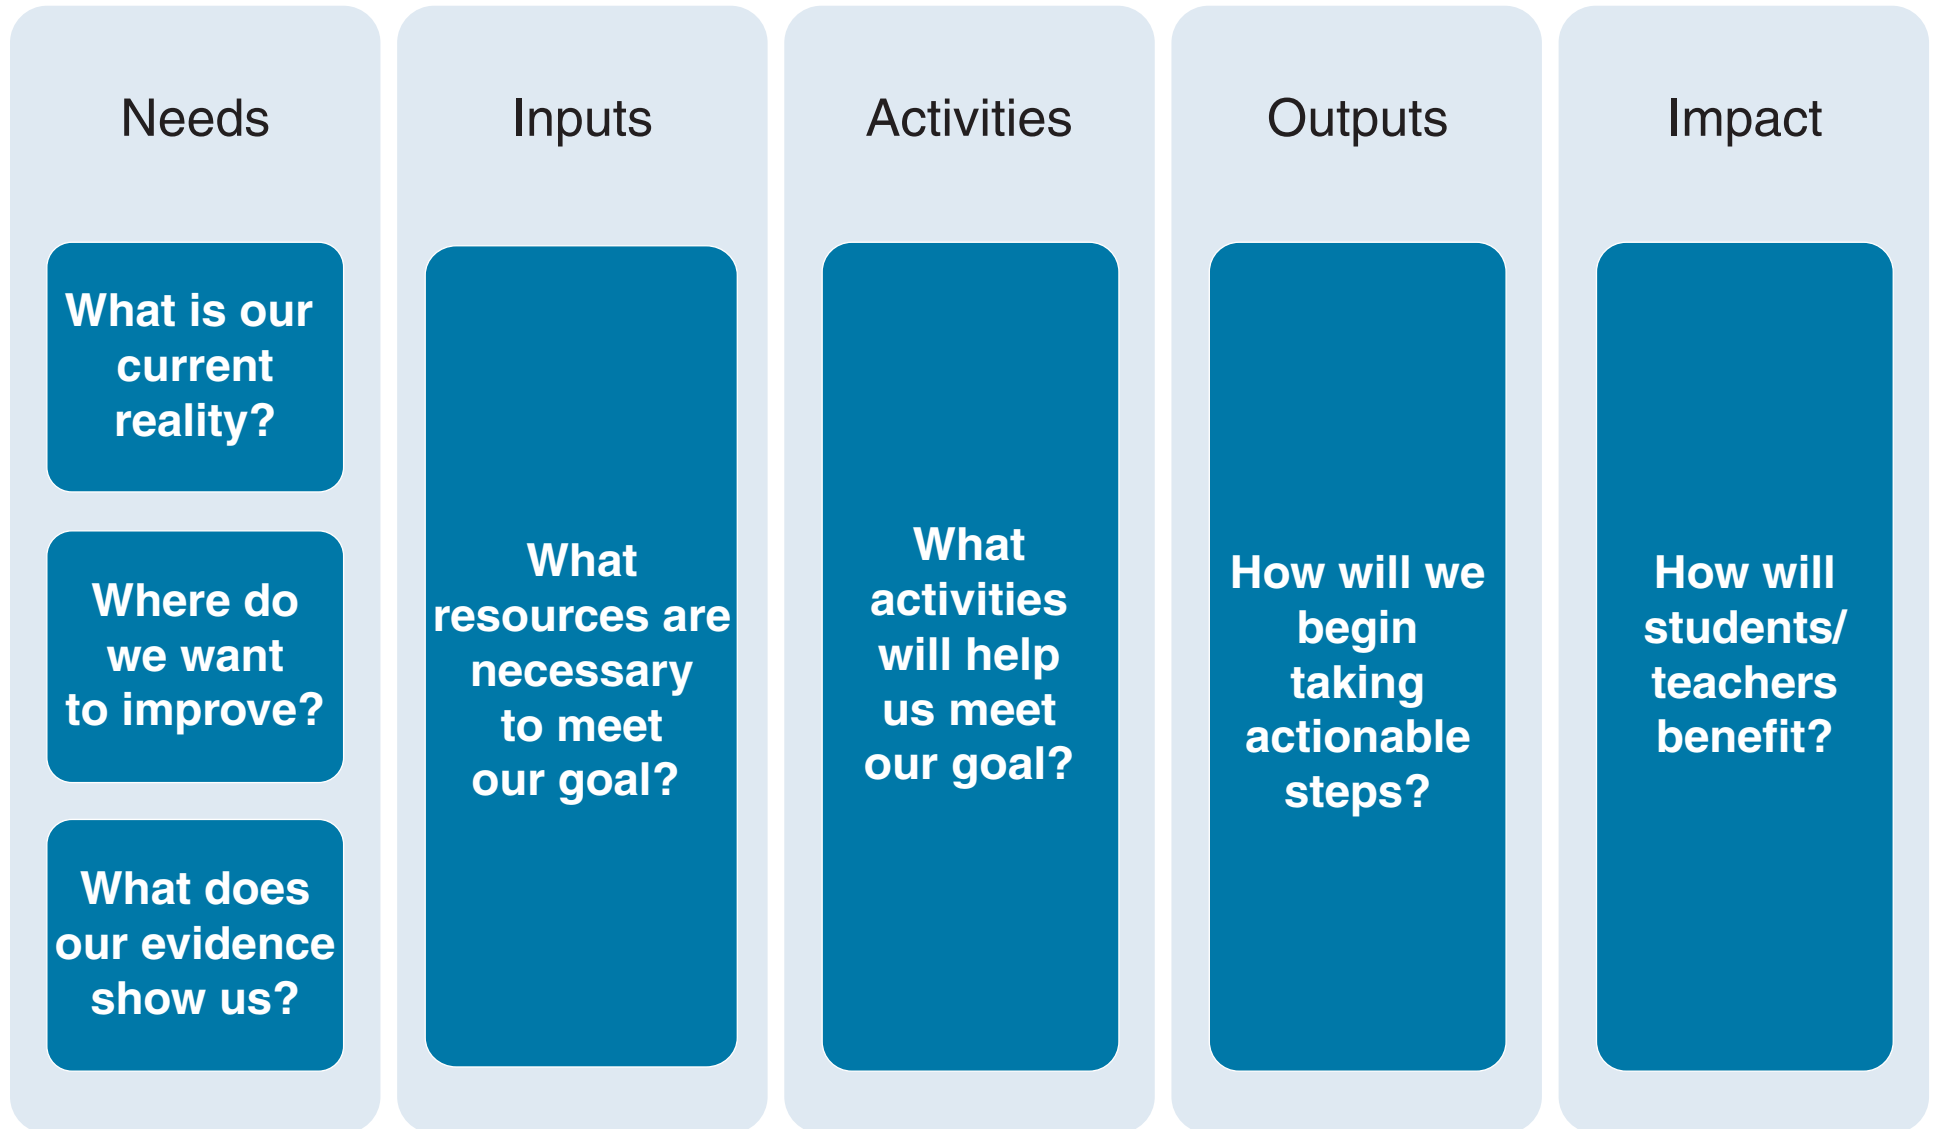 Needs
What is our
current
reality?
Where do
we want
to improve?
What does
our evidence
show us?
Inputs
What
resources are
necessary
to meet
our goal?
Activities
What
activities
will help
us meet
our goal?
Outputs
How will we
begin
taking
actionable
steps?
Impact
How will
students/
teachers
benefit?